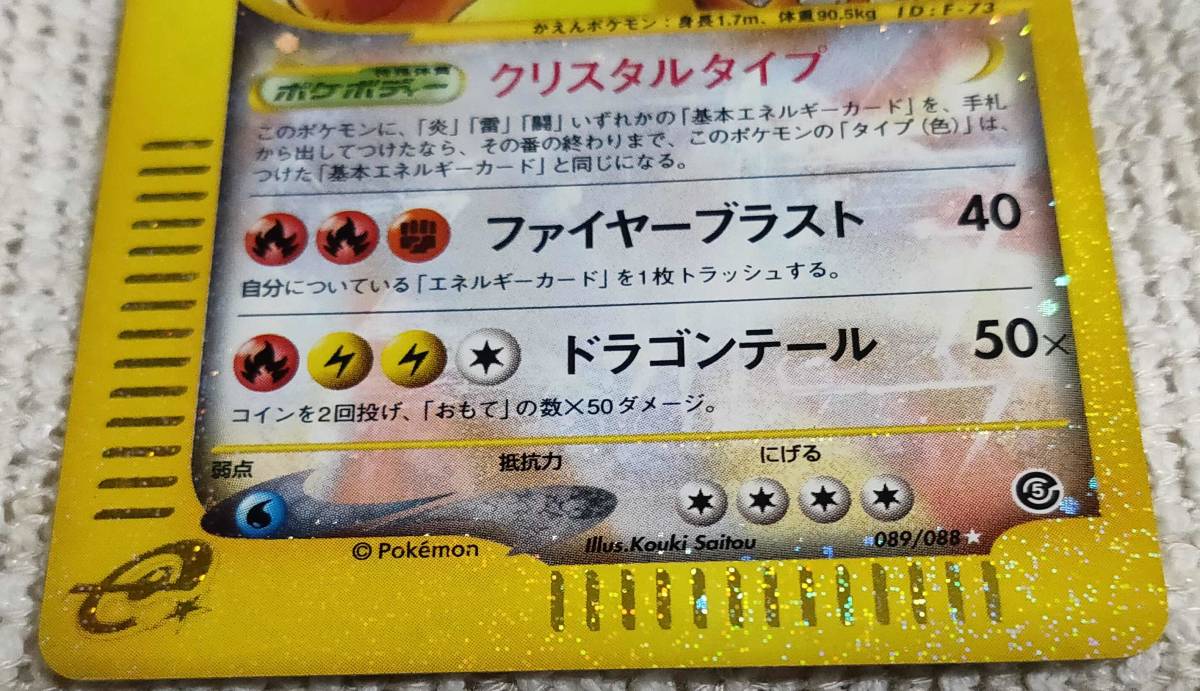 かえんポケモン：身長1.7m、体重90.5kg ID：F-73
特殊体質
ポケボディー
クリスタルタイプ
このポケモンに、「炎」「雷」「闘」いずれかの「基本エネルギーカード」を、手札
から出してつけたなら、その番の終わりまで、このポケモンの「タイプ（色）」は、
つけた「基本エネルギーカード」と同じになる。
ファイヤーブラスト 40
自分についている「エネルギーカード」を1枚トラッシュする。
ドラゴンテール 50×
コインを2回投げ、「おもて」の数×50ダメージ。
弱点 抵抗力 にげる
5
© Pokémon Illus.Kouki Saitou 089/088★
e